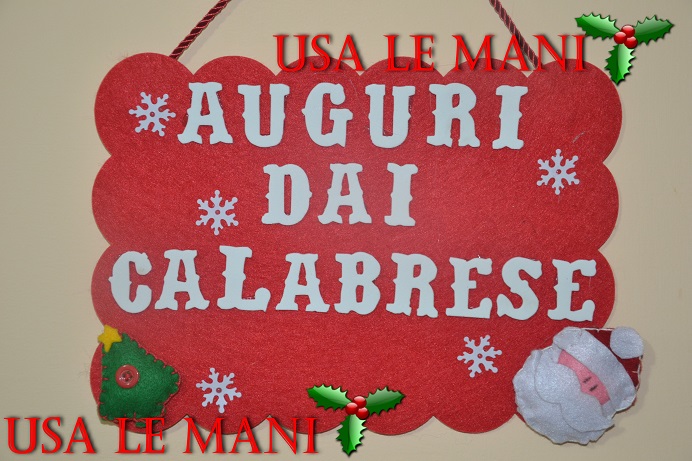 USA LE MANI
AUGURI
DAI
CALABRESE
USA LE MANI